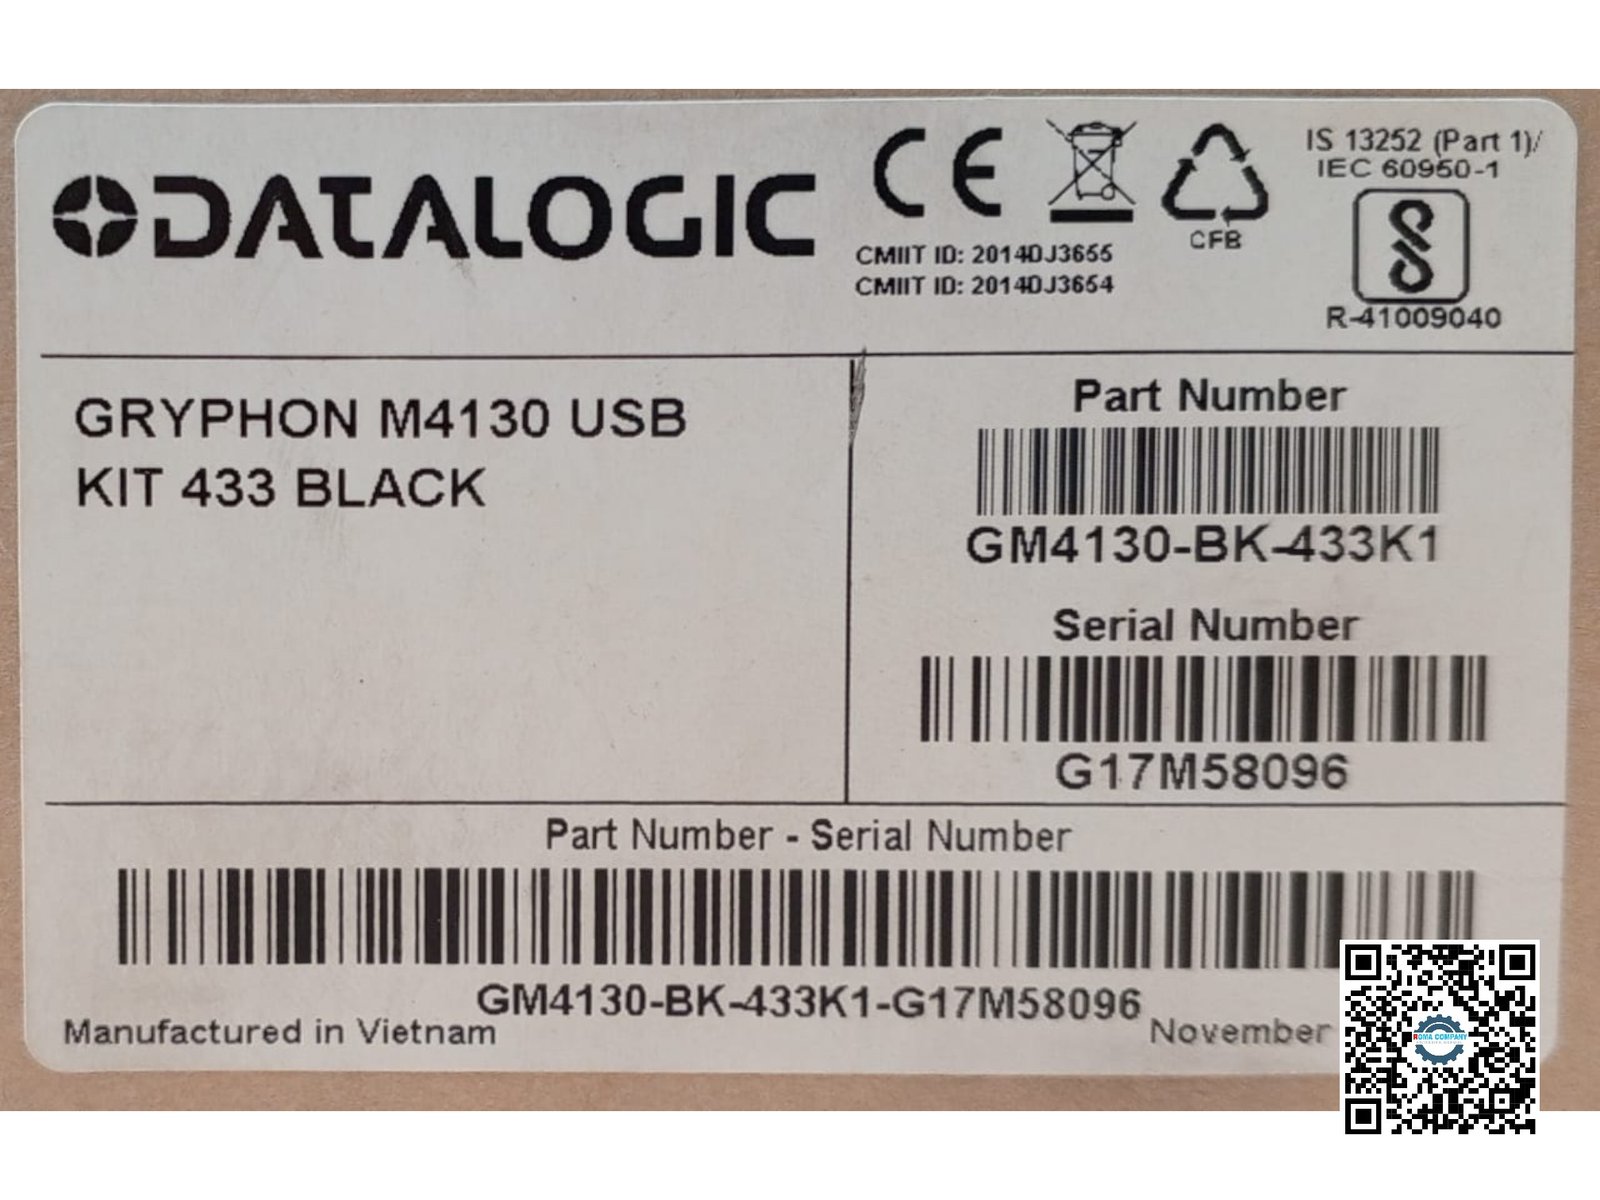 DATALOGIC
CE
CMIIT ID: 2014DJ3655
CMIIT ID: 2014DJ3654
CFB
IS 13252 (Part 1)/
IEC 60950-1
R-41009040
GRYPHON M4130 USB
KIT 433 BLACK
Part Number
GM4130-BK-433K1
Serial Number
G17M58096
Part Number - Serial Number
GM4130-BK-433K1-G17M58096
Manufactured in Vietnam
November
ROMA COMPANY